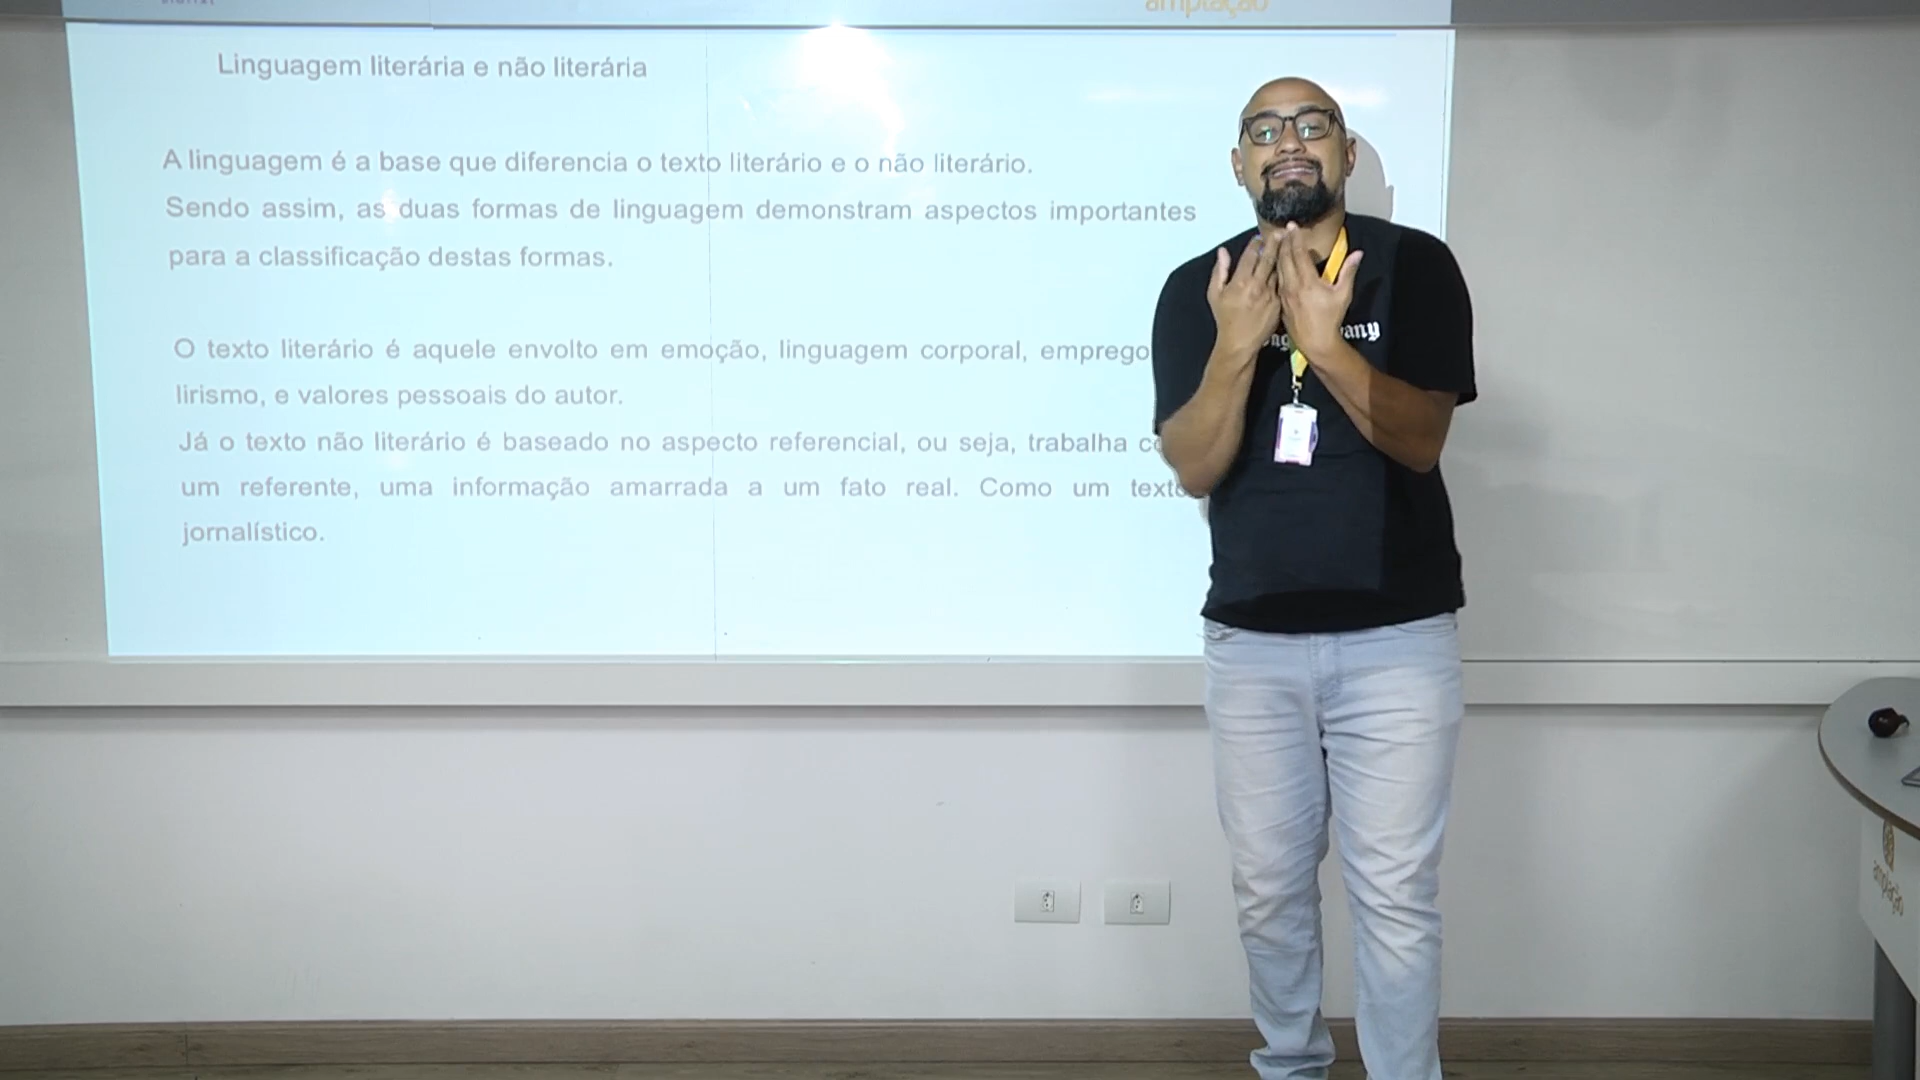 ampliação
Linguagem literária e não literária
A linguagem é a base que diferencia o texto literário e o não literário.
Sendo assim, as duas formas de linguagem demonstram aspectos importantes
para a classificação destas formas.
O texto literário é aquele envolto em emoção, linguagem corporal, emprego
lirismo, e valores pessoais do autor.
Já o texto não literário é baseado no aspecto referencial, ou seja, trabalha
um referente, uma informação amarrada a um fato real. Como um texto
jornalístico.
ampliação